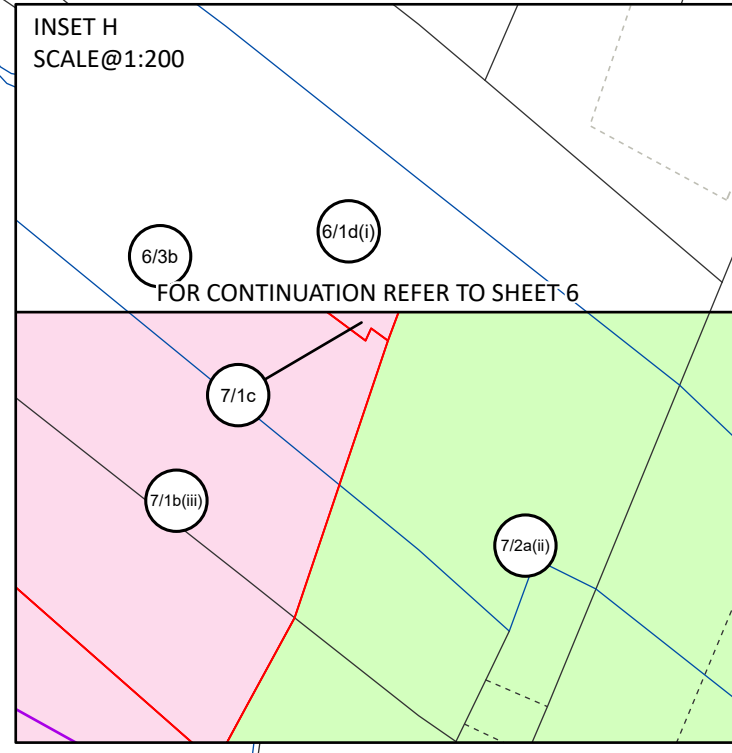 INSET H
SCALE@1:200
6/1d(i)
6/3b
FOR CONTINUATION REFER TO SHEET 6
7/1c
7/1b(iii)
7/2a(ii)